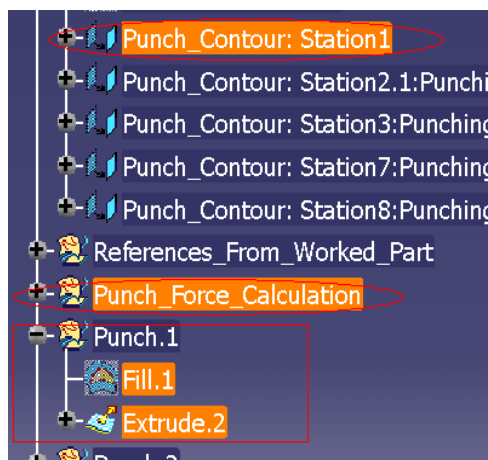 Punch_Contour: Station1
Punch_Contour: Station2.1:Punchi
Punch_Contour: Station3:Punching
Punch_Contour: Station7:Punching
Punch_Contour: Station8:Punching
References_From_Worked_Part
Punch_Force_Calculation
Punch.1
Fill.1
Extrude.2